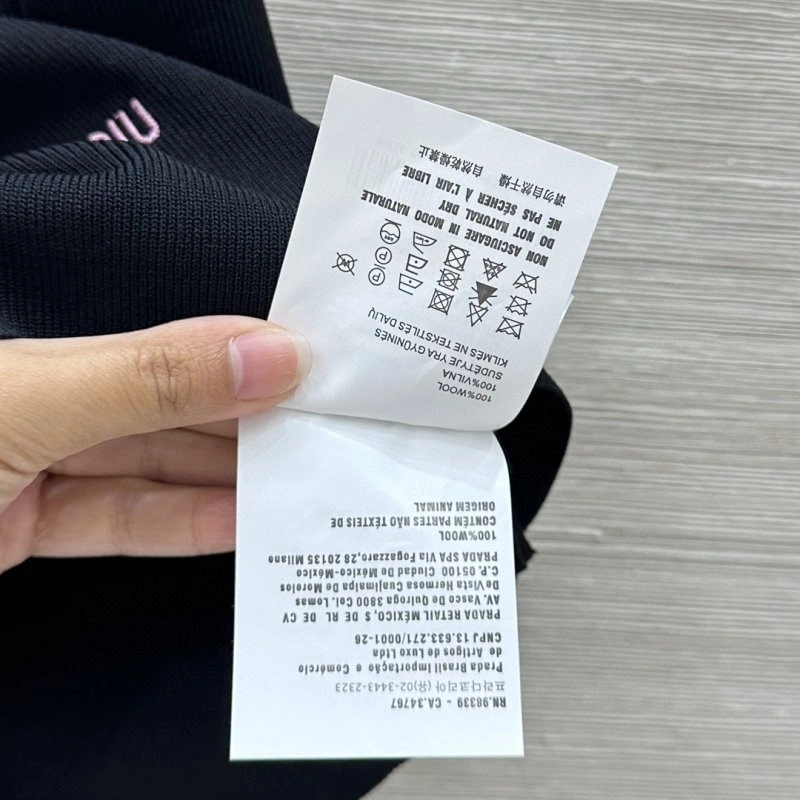 IU
RN.98339 - CA.34767
프라다코리아 (유)02-3443-2323
Prada Brasil Importação e Comércio
de Artigos de Luxo Ltda
CNPJ 13.633.271/0001-26
PRADA RETAIL MÉXICO, S DE RL DE CV
AV. Vasco De Quiroga 3800 Col. Lomas
De Vista Hermosa Cuajimalpa De Morelos
C.P. 05100 Ciudad De México-México
PRADA SPA Via Fogazzaro,28 20135 Milano
100%WOOL
CONTÉM PARTES NÃO TÊXTEIS DE
ORIGEM ANIMAL
100%WOOL
100%VILNA
SUDĖTYJE YRA GYŪNINĖS
KILMĖS NE TEKSTILĖS DALIŲ
NON ASCIUGARE IN MODO NATURALE
DO NOT NATURAL DRY
NE PAS SÉCHER À L'AIR LIBRE
请勿自然干燥 自然乾燥禁止